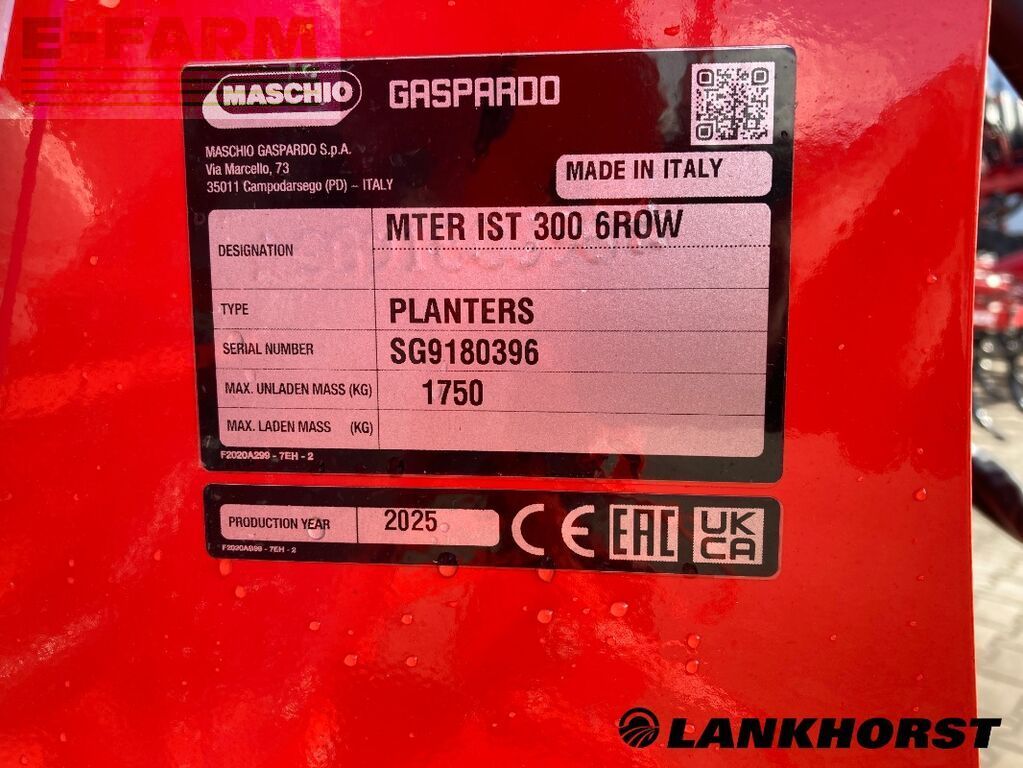 E-FARM
MASCHIO GASPARDO
MASCHIO GASPARDO S.p.A.
Via Marcello, 73
35011 Campodarsego (PD) - ITALY
MADE IN ITALY
DESIGNATION MTER IST 300 6ROW
TYPE PLANTERS
SERIAL NUMBER SG9180396
MAX. UNLADEN MASS (KG) 1750
MAX. LADEN MASS (KG)
F2020A299 - 7EH - 2
PRODUCTION YEAR 2025 CE EAC UK CA
F2020A299 - 7EH - 2
LANKHORST